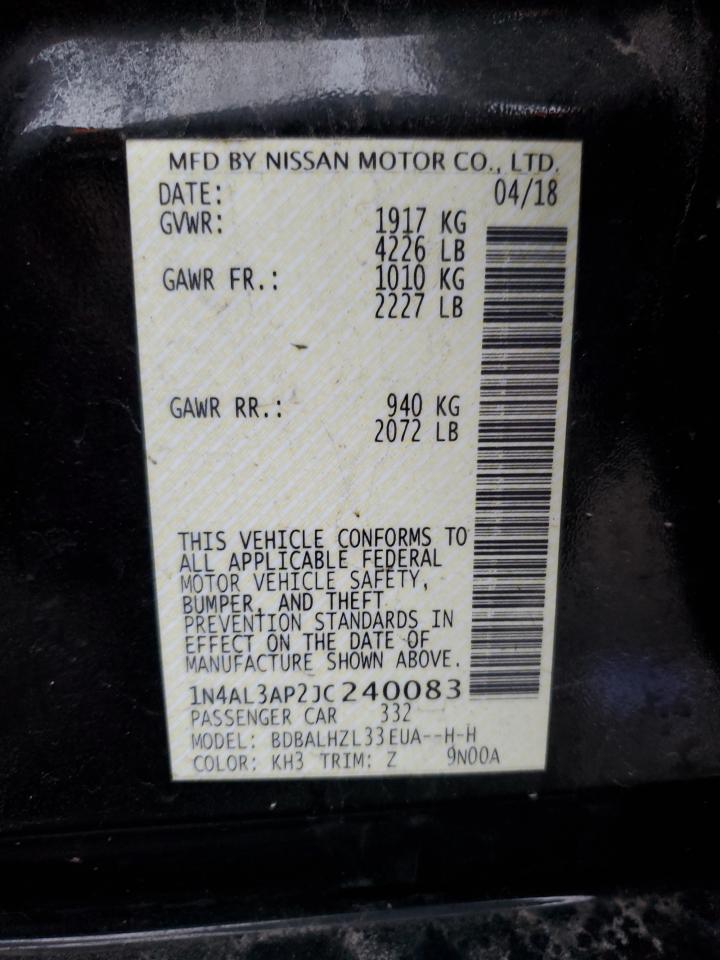 MFD BY NISSAN MOTOR CO., LTD.
DATE: 04/18
GVWR: 1917 KG
4226 LB
GAWR FR.: 1010 KG
2227 LB
GAWR RR.: 940 KG
2072 LB
THIS VEHICLE CONFORMS TO
ALL APPLICABLE FEDERAL
MOTOR VEHICLE SAFETY,
BUMPER, AND THEFT
PREVENTION STANDARDS IN
EFFECT ON THE DATE OF
MANUFACTURE SHOWN ABOVE.
1N4AL3AP2JC240083
PASSENGER CAR 332
MODEL: BDBALHZL33EUA--H-H
COLOR: KH3 TRIM: Z 9N00A